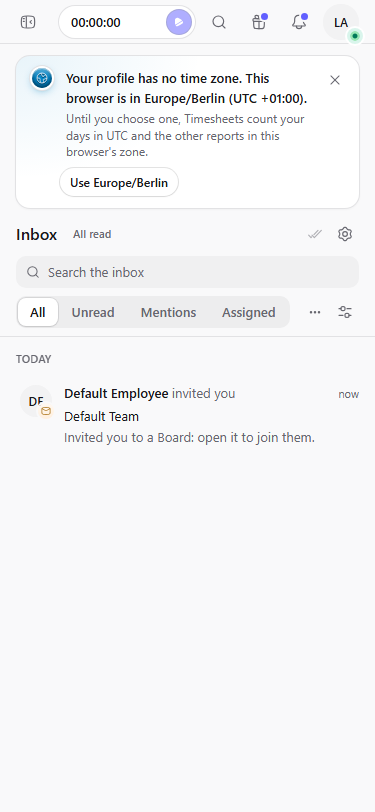 00:00:00
LA
Your profile has no time zone. This
browser is in Europe/Berlin (UTC +01:00).
Until you choose one, Timesheets count your
days in UTC and the other reports in this
browser's zone.
Use Europe/Berlin
Inbox All read
Search the inbox
All Unread Mentions Assigned
TODAY
DE
Default Employee invited you now
Default Team
Invited you to a Board: open it to join them.